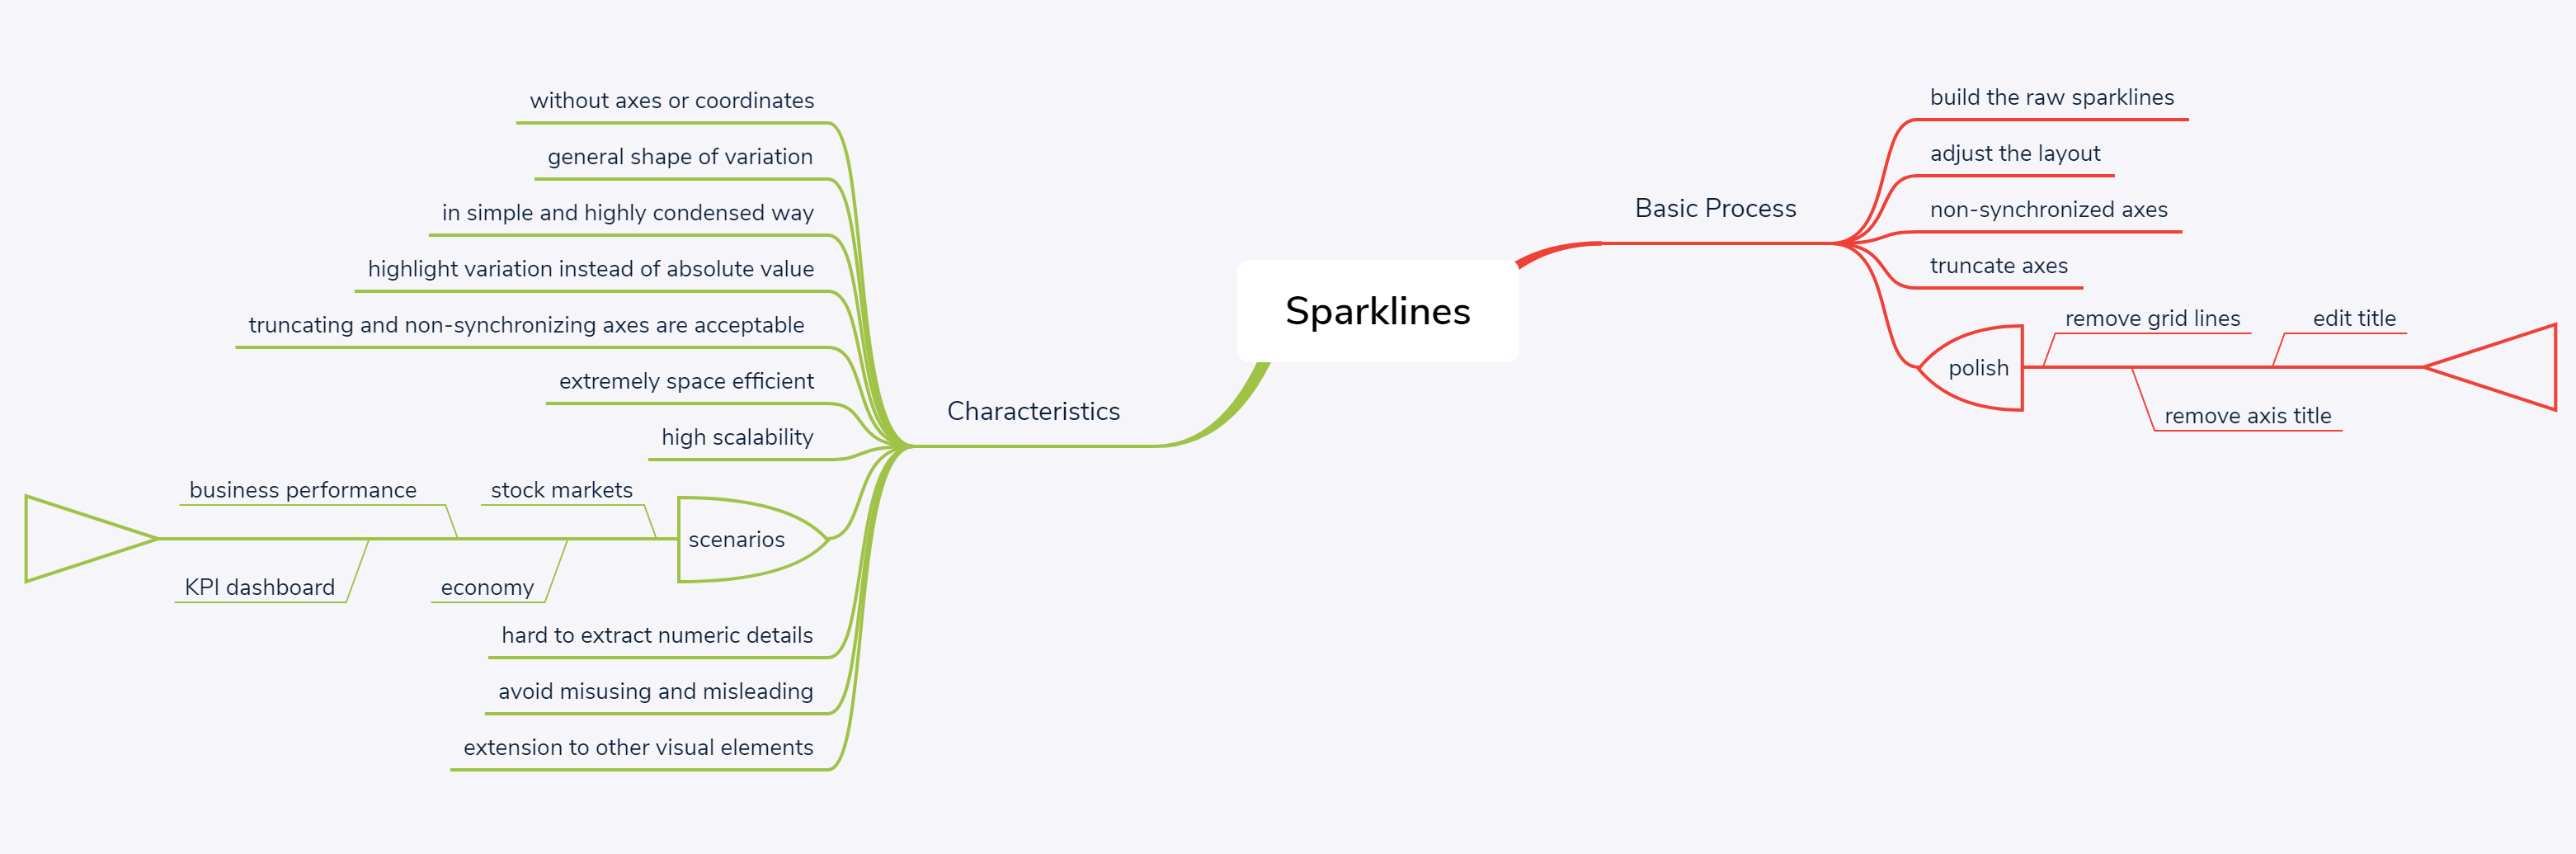 Sparklines
Basic Process
build the raw sparklines
adjust the layout
non-synchronized axes
truncate axes
polish
remove grid lines
remove axis title
edit title
Characteristics
without axes or coordinates
general shape of variation
in simple and highly condensed way
highlight variation instead of absolute value
truncating and non-synchronizing axes are acceptable
extremely space efficient
high scalability
scenarios
stock markets
economy
business performance
KPI dashboard
hard to extract numeric details
avoid misusing and misleading
extension to other visual elements